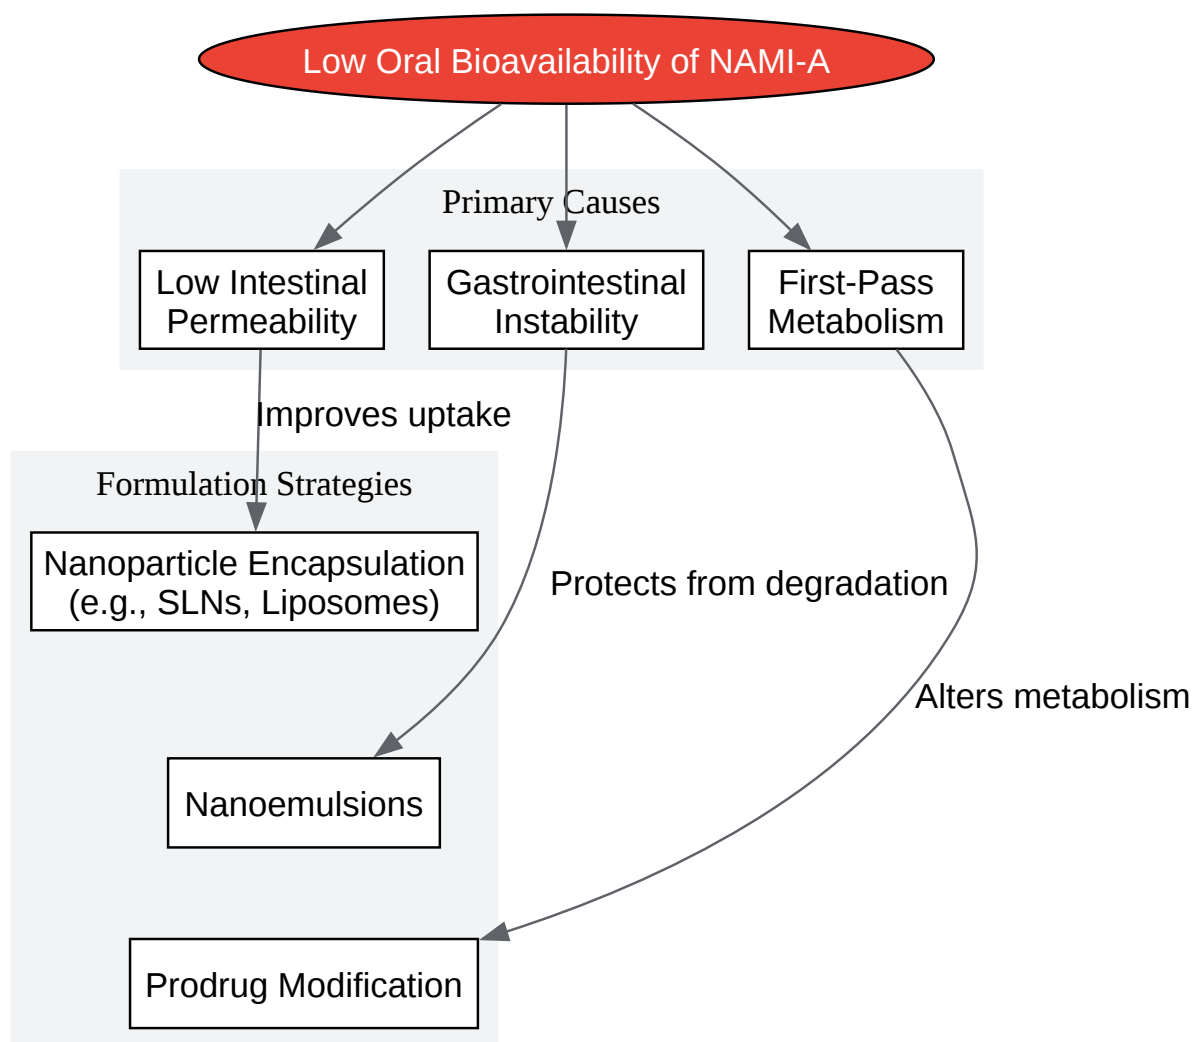 Low Oral Bioavailability of NAMI-A
Primary Causes
Low Intestinal
Permeability
Gastrointestinal
Instability
First-Pass
Metabolism
Improves uptake
Formulation Strategies
Nanoparticle Encapsulation
(e.g., SLNs, Liposomes)
Protects from degradation
Alters metabolism
Nanoemulsions
Prodrug Modification